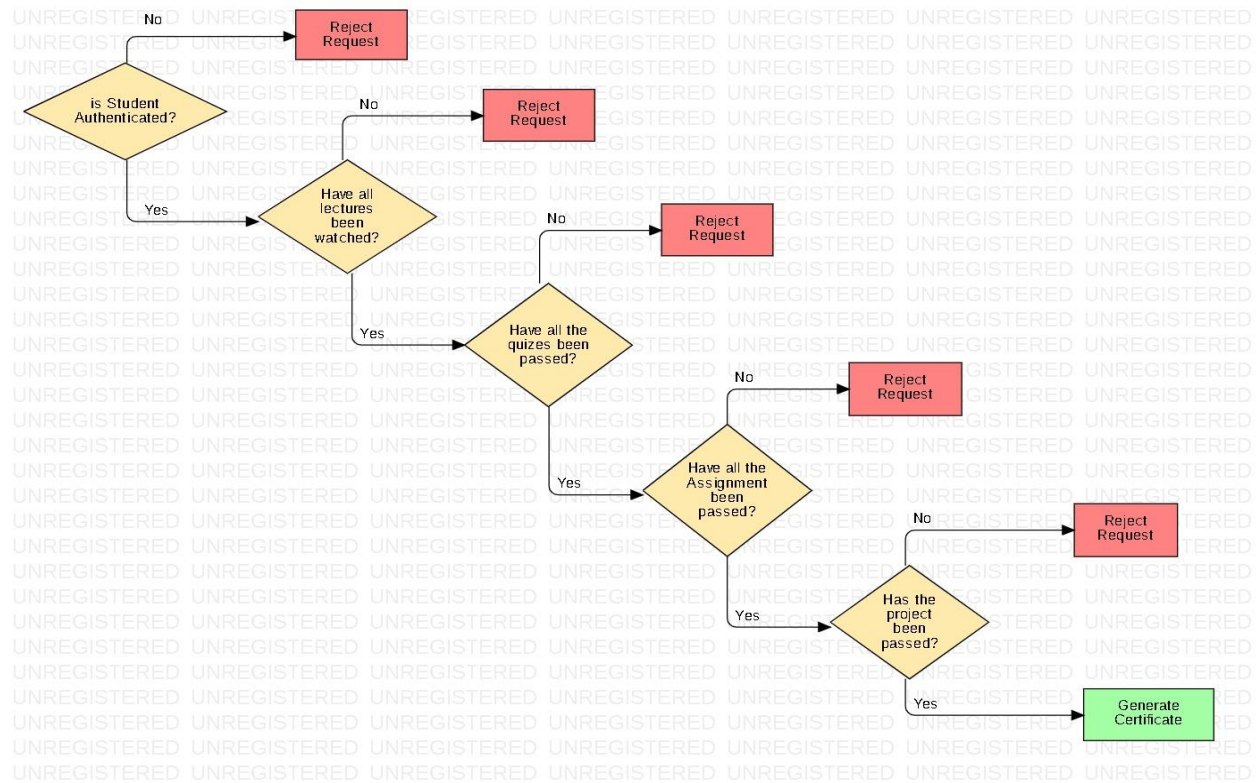 No
Reject
Request
is Student
Authenticated?
Yes
No
Reject
Request
Have all
lectures
been
watched?
Yes
No
Reject
Request
Have all the
quizes been
passed?
Yes
No
Reject
Request
Have all the
Assignment
been
passed?
Yes
No
Reject
Request
Has the
project
been
passed?
Yes
Generate
Certificate
UNREGISTERED